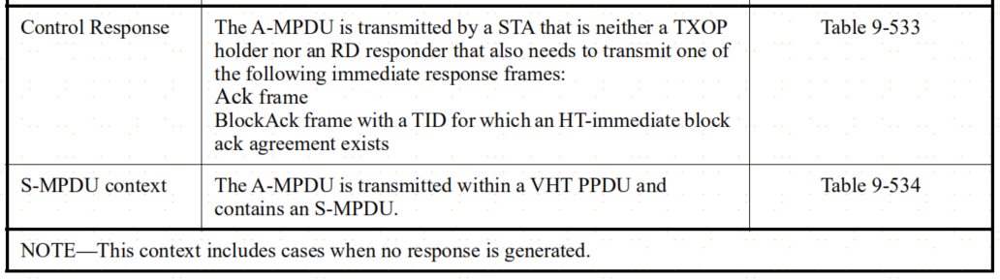 Control Response
The A-MPDU is transmitted by a STA that is neither a TXOP
holder nor an RD responder that also needs to transmit one of
the following immediate response frames:
Ack frame
BlockAck frame with a TID for which an HT-immediate block
ack agreement exists
Table 9-533
S-MPDU context
The A-MPDU is transmitted within a VHT PPDU and
contains an S-MPDU.
Table 9-534
NOTE—This context includes cases when no response is generated.